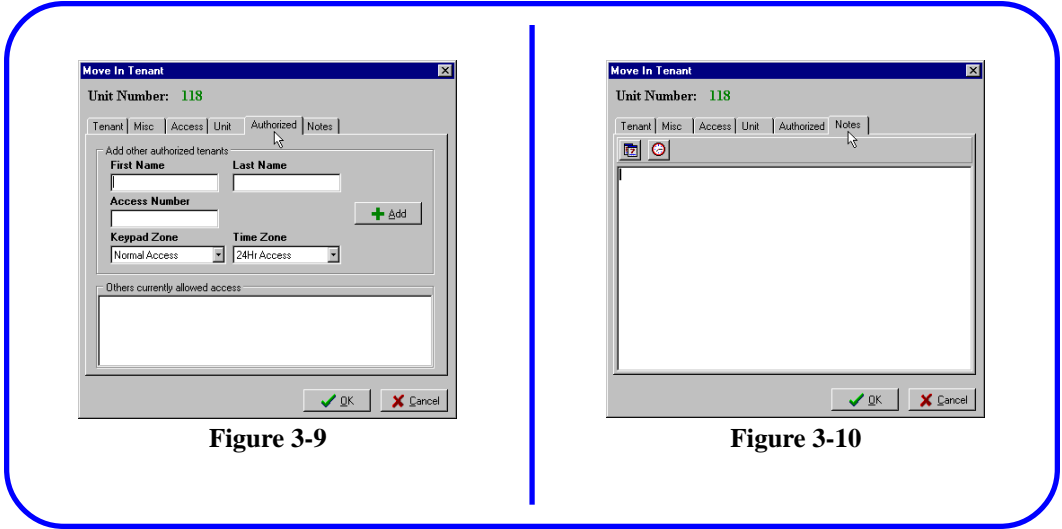 Move In Tenant
Unit Number: 118
Tenant Misc Access Unit Authorized Notes
Add other authorized tenants
First Name Last Name
Access Number
Add
Keypad Zone Time Zone
Normal Access 24Hr Access
Others currently allowed access
OK Cancel
Figure 3-9
Move In Tenant
Unit Number: 118
Tenant Misc Access Unit Authorized Notes
OK Cancel
Figure 3-10